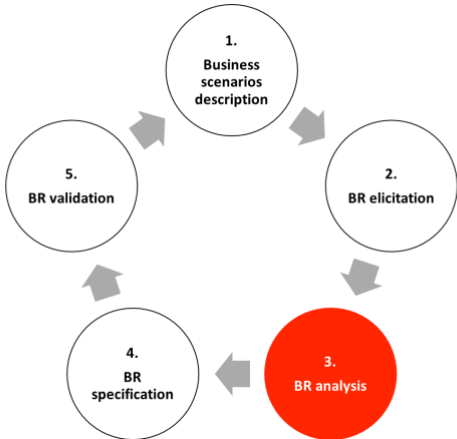 1.
Business
scenarios
description
2.
BR elicitation
3.
BR analysis
4.
BR
specification
5.
BR validation